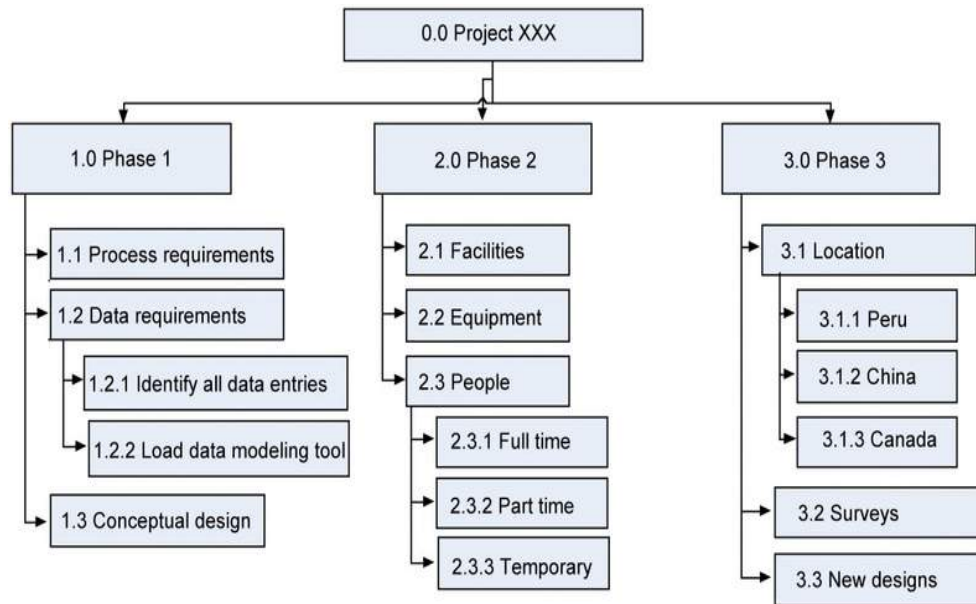 0.0 Project XXX
1.0 Phase 1
2.0 Phase 2
3.0 Phase 3
1.1 Process requirements
1.2 Data requirements
1.2.1 Identify all data entries
1.2.2 Load data modeling tool
1.3 Conceptual design
2.1 Facilities
2.2 Equipment
2.3 People
2.3.1 Full time
2.3.2 Part time
2.3.3 Temporary
3.1 Location
3.1.1 Peru
3.1.2 China
3.1.3 Canada
3.2 Surveys
3.3 New designs